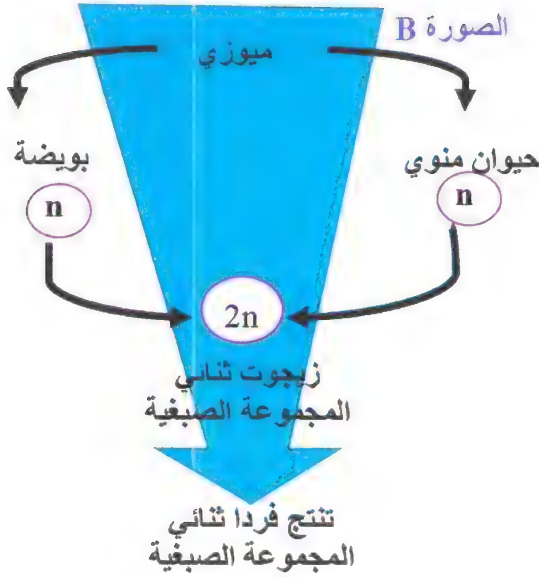 الصورة B
ميوزي
بويضة
حيوان منوي
n
n
2n
زيجوت ثنائي
المجموعة الصبغية
تنتج فردا ثنائي
المجموعة الصبغية